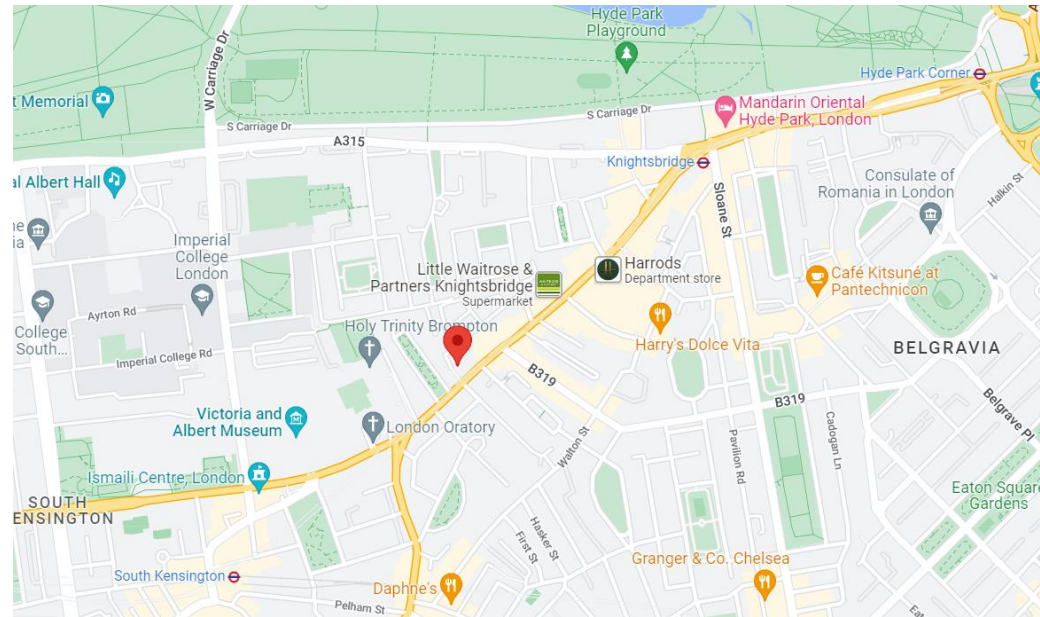 Hyde Park
Playground
W Carriage Dr
Hyde Park Corner
t Memorial
Mandarin Oriental
Hyde Park, London
S Carriage Dr
S Carriage Dr
A315
Knightsbridge
al Albert Hall
Consulate of
Romania in London
Halkin St
Sloane St
Imperial
College
London
Harrods
Department store
Little Waitrose &
Partners Knightsbridge
Supermarket
Café Kitsuné at
Pantechnicon
Ayrton Rd
College
South...
Holy Trinity Brompton
Harry's Dolce Vita
Imperial College Rd
BELGRAVIA
B319
B319
Victoria and
Albert Museum
London Oratory
Belgrave Pl
Walton St
Pavilion Rd
Cadogan Ln
Ismaili Centre, London
SOUTH
ENSINGTON
Eaton Square
Gardens
Hasker St
First St
Granger & Co. Chelsea
South Kensington
Daphne's
Pelham St